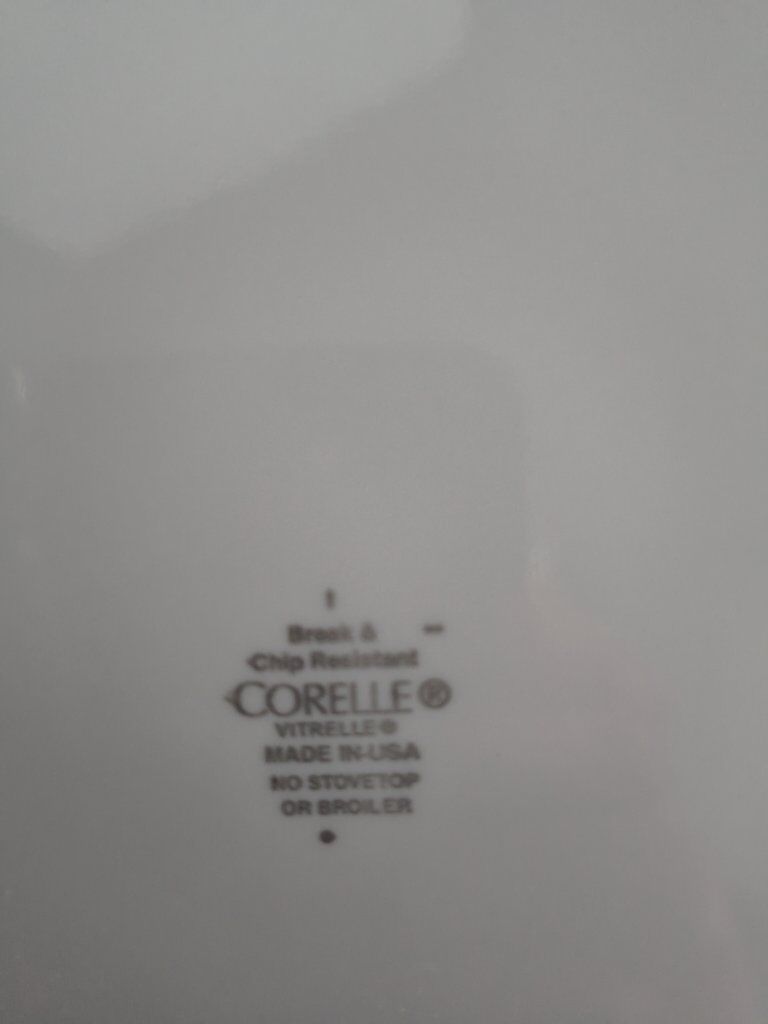 1
Break &
Chip Resistant
CORELLE®
VITRELLE®
MADE IN USA
NO STOVETOP
OR BROILER